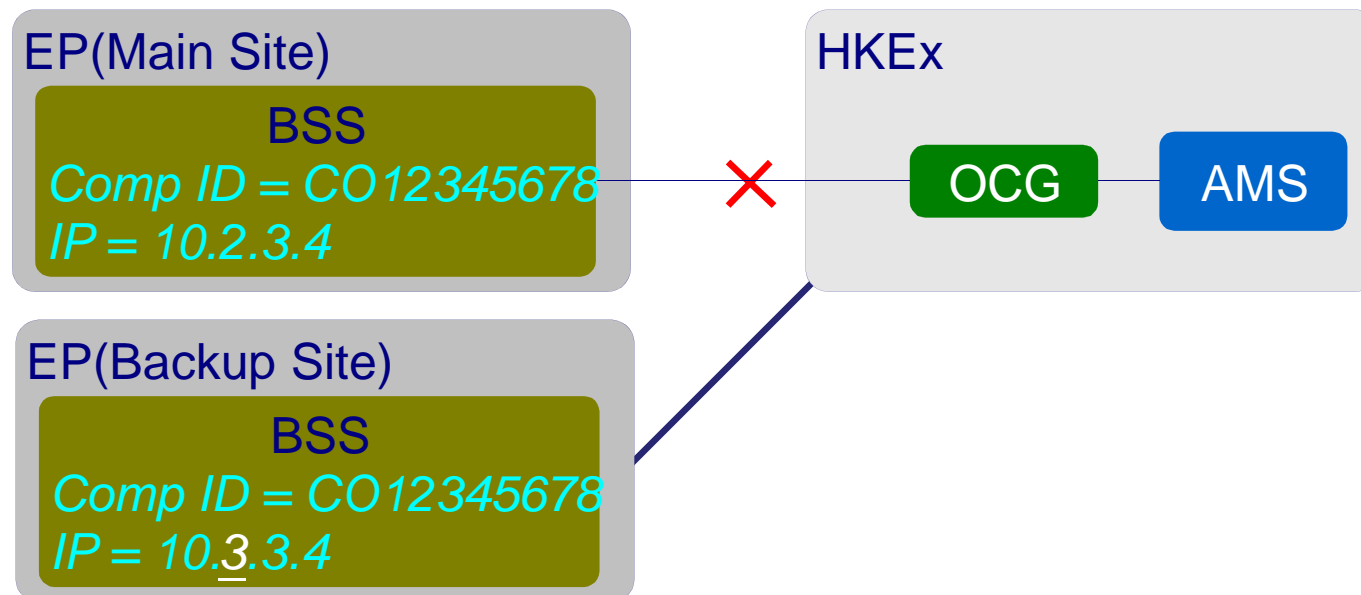 EP(Main Site)
BSS
Comp ID = CO12345678
IP = 10.2.3.4
HKEx
OCG
AMS
EP(Backup Site)
BSS
Comp ID = CO12345678
IP = 10.3.3.4